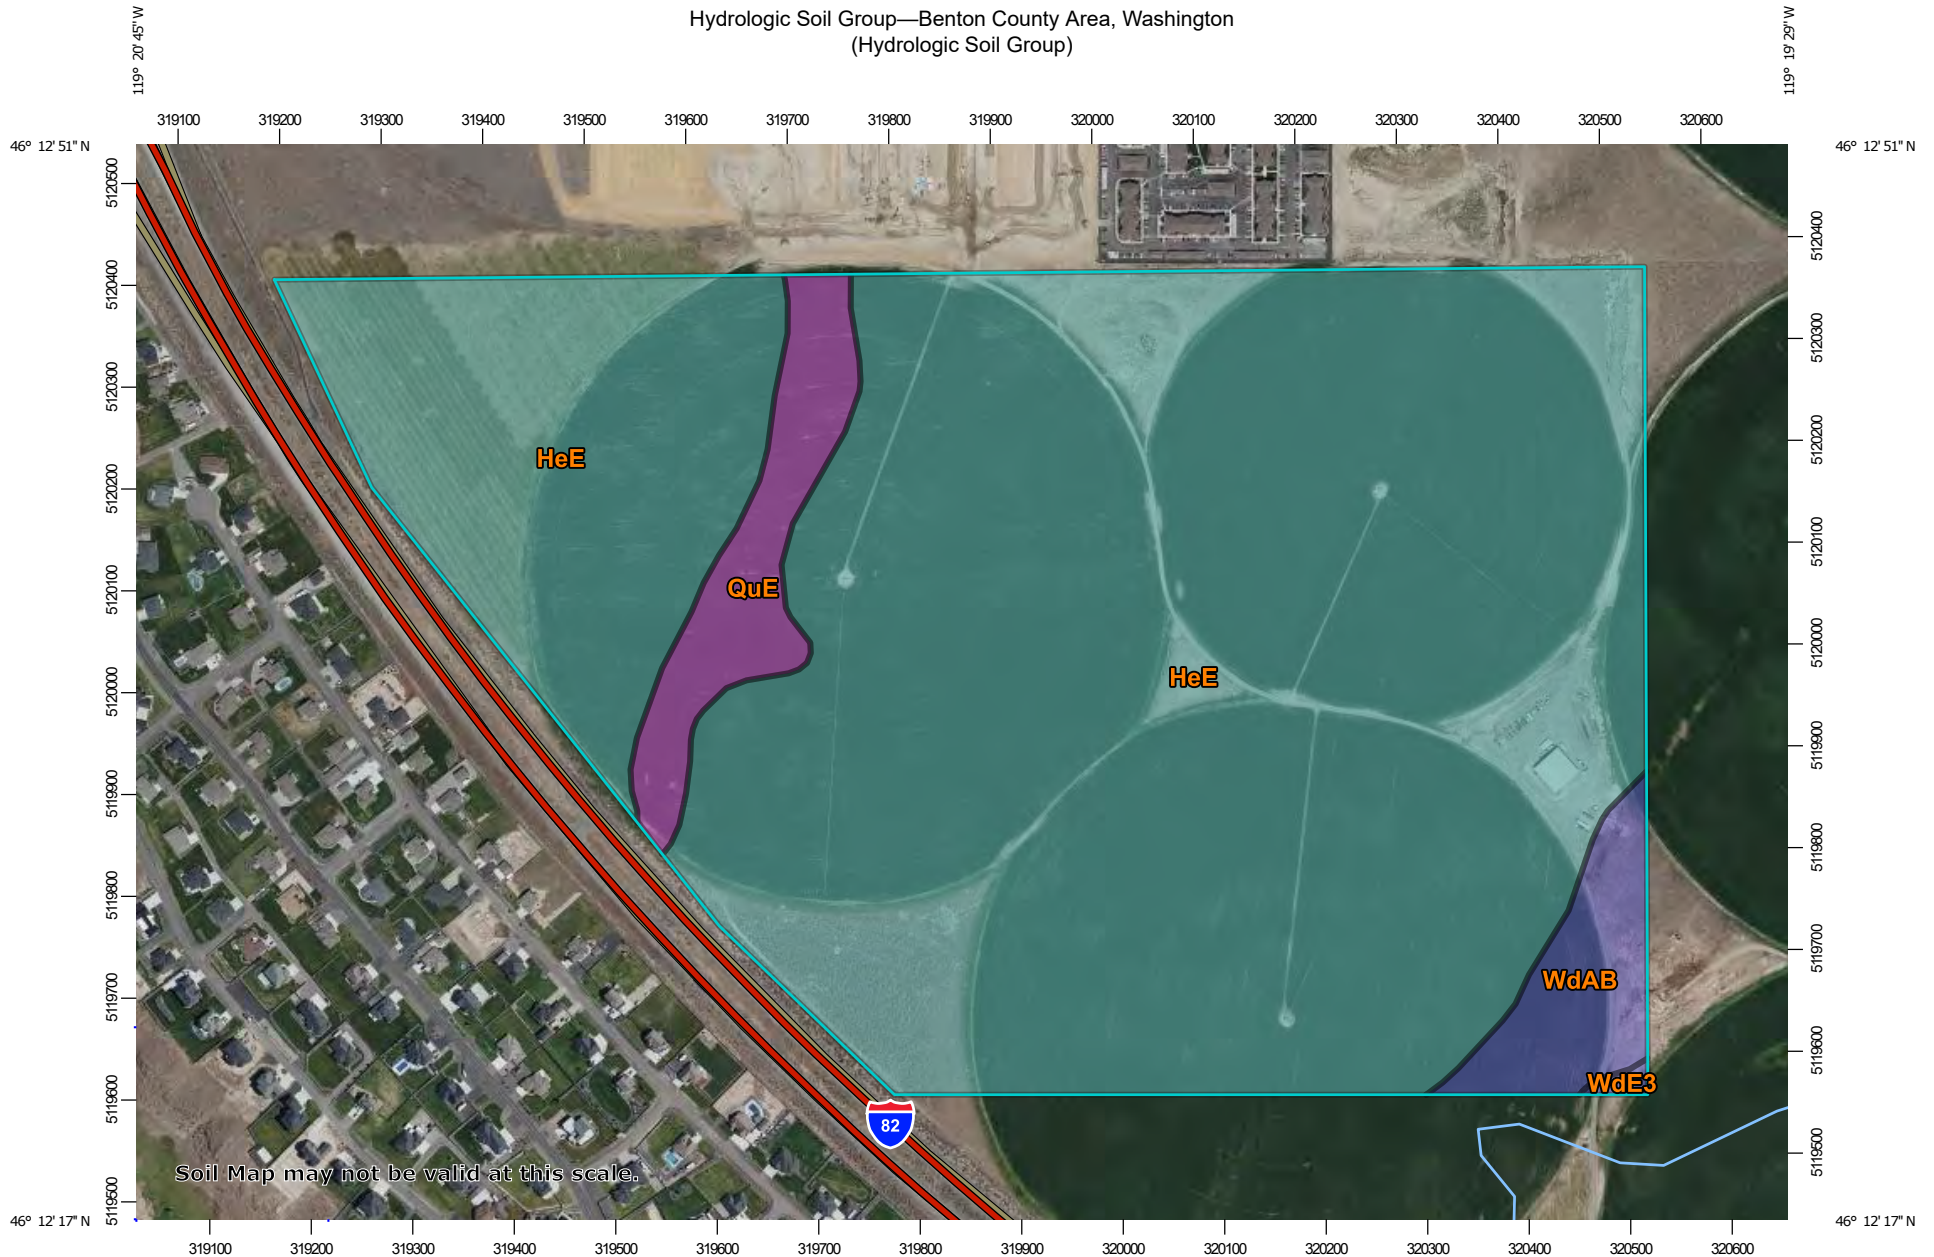 Hydrologic Soil Group—Benton County Area, Washington
(Hydrologic Soil Group)
119° 20' 45'' W
119° 19' 29'' W
319100 319200 319300 319400 319500 319600 319700 319800 319900 320000 320100 320200 320300 320400 320500 320600
46° 12' 51'' N
46° 12' 51'' N
5120500
5120400
5120300
5120200
5120100
5120000
5119900
5119800
5119700
5119600
5119500
5120400
5120300
5120200
5120100
5120000
5119900
5119800
5119700
5119600
5119500
HeE
QuE
HeE
WdAB
WdE3
82
Soil Map may not be valid at this scale.
46° 12' 17'' N
46° 12' 17'' N
319100 319200 319300 319400 319500 319600 319700 319800 319900 320000 320100 320200 320300 320400 320500 320600